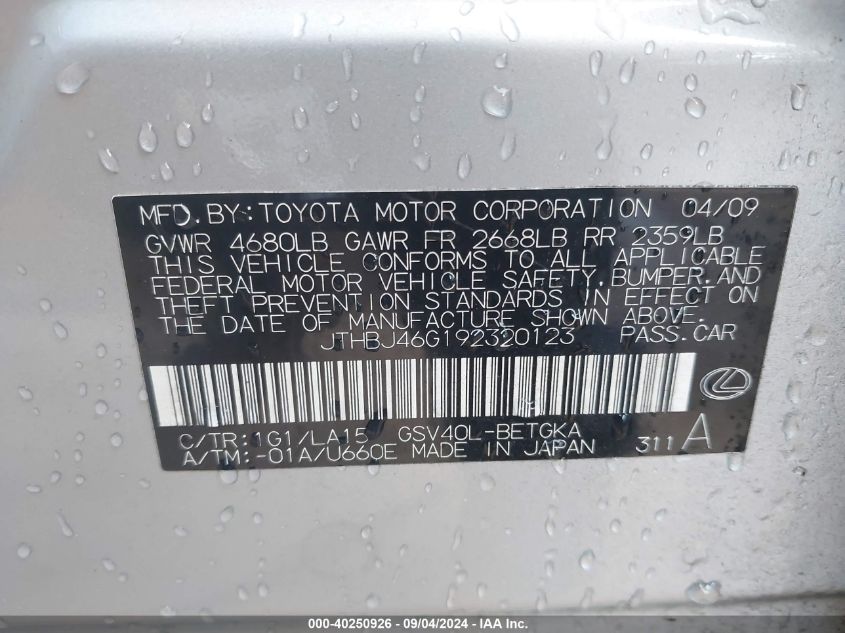 MFD. BY: TOYOTA MOTOR CORPORATION 04/09
GVWR 4680LB GAWR FR 2668LB RR 2359LB
THIS VEHICLE CONFORMS TO ALL APPLICABLE
FEDERAL MOTOR VEHICLE SAFETY, BUMPER, AND
THEFT PREVENTION STANDARDS IN EFFECT ON
THE DATE OF MANUFACTURE SHOWN ABOVE.
JTHBJ46G192320123 PASS. CAR
C/TR: 1G1/LA15 GSV40L-BETGKA
A/TM: -01A/U660E MADE IN JAPAN 311 A
000-40250926 - 09/04/2024 - IAA Inc.